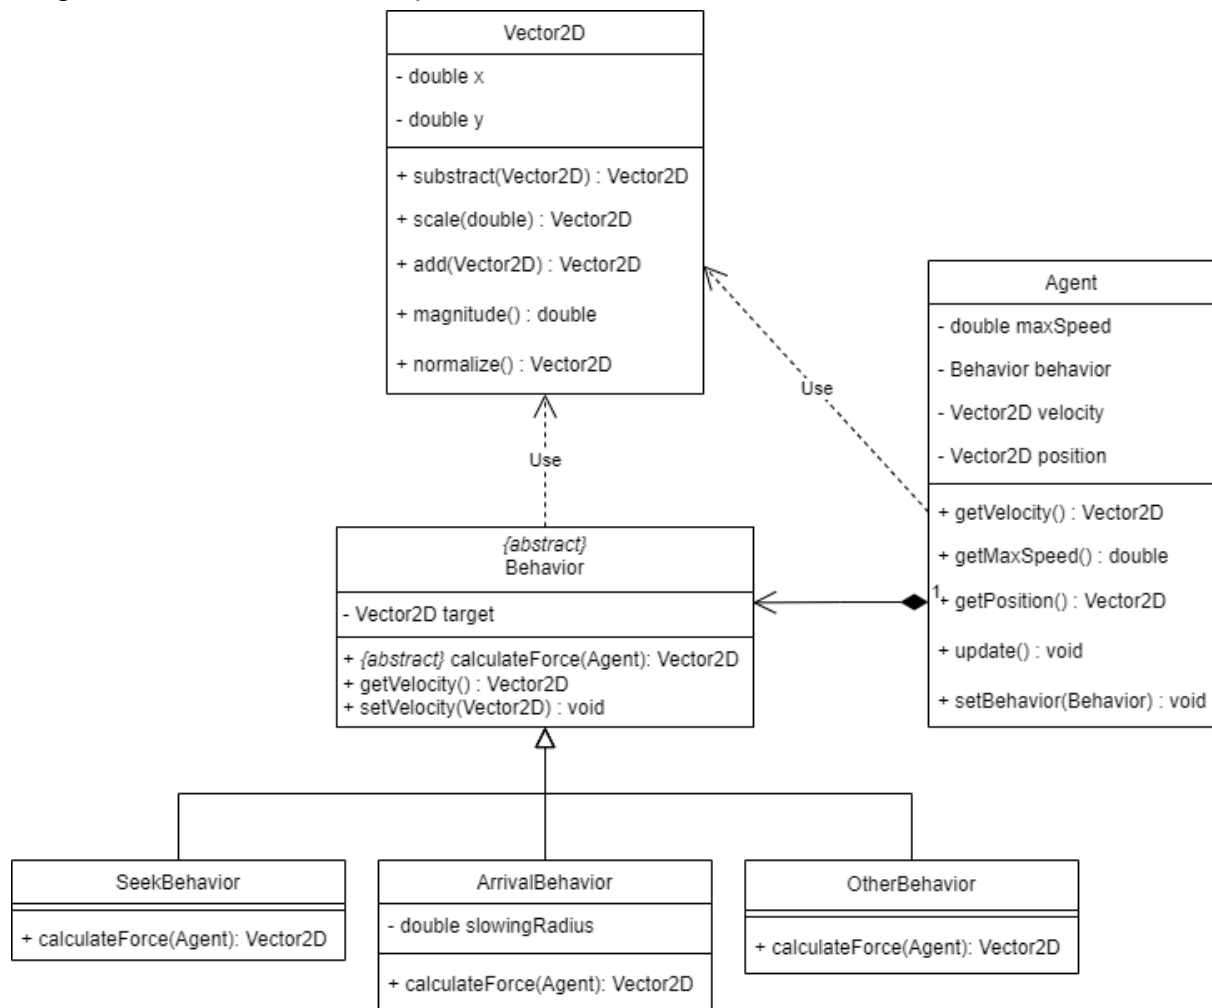 Vector2D
- double x
- double y
+ substract(Vector2D) : Vector2D
+ scale(double) : Vector2D
+ add(Vector2D) : Vector2D
+ magnitude() : double
+ normalize() : Vector2D
Use
Use
Agent
- double maxSpeed
- Behavior behavior
- Vector2D velocity
- Vector2D position
+ getVelocity() : Vector2D
+ getMaxSpeed() : double
1
+ getPosition() : Vector2D
+ update() : void
+ setBehavior(Behavior) : void
{abstract}
Behavior
- Vector2D target
+ {abstract} calculateForce(Agent): Vector2D
+ getVelocity() : Vector2D
+ setVelocity(Vector2D) : void
SeekBehavior
+ calculateForce(Agent): Vector2D
ArrivalBehavior
- double slowingRadius
+ calculateForce(Agent): Vector2D
OtherBehavior
+ calculateForce(Agent): Vector2D